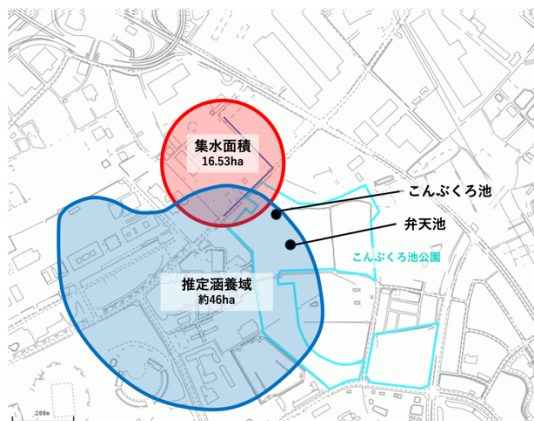 集水面積
16.53ha
こんぶくろ池
弁天池
こんぶくろ池公園
推定涵養域
約46ha
200m